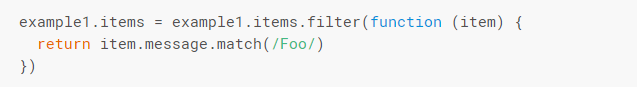 example1.items = example1.items.filter(function (item) {
  return item.message.match(/Foo/)
})